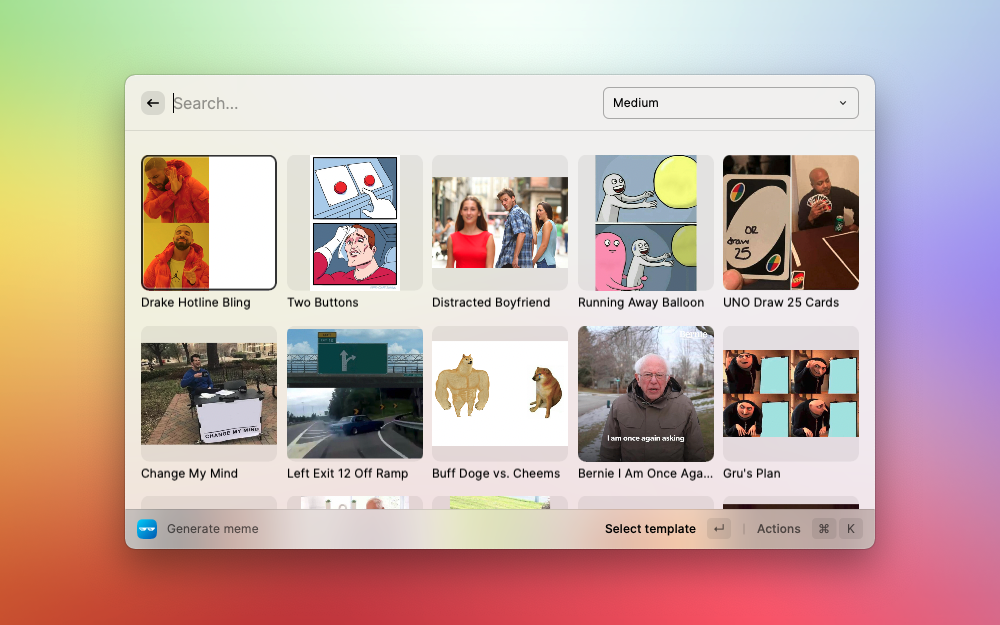 Search...
Medium
OR
draw
25
Drake Hotline Bling
Two Buttons
Distracted Boyfriend
Running Away Balloon
UNO Draw 25 Cards
CHANGE MY MIND
Bernie
I am once again asking
Change My Mind
Left Exit 12 Off Ramp
Buff Doge vs. Cheems
Bernie I Am Once Aga...
Gru's Plan
Generate meme
Select template
Actions
⌘ K